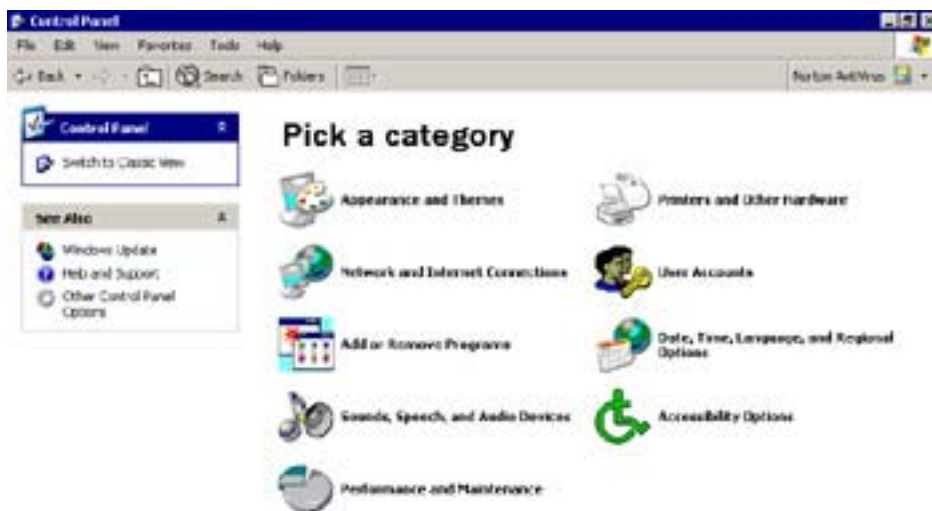 Control Panel
File Edit View Favorites Tools Help
Back Search Folders Norton AntiVirus
Control Panel
Switch to Classic View
See Also
Windows Update
Help and Support
Other Control Panel
Options
Pick a category
Appearance and Themes
Printers and Other Hardware
Network and Internet Connections
User Accounts
Add or Remove Programs
Date, Time, Language, and Regional
Options
Sounds, Speech, and Audio Devices
Accessibility Options
Performance and Maintenance